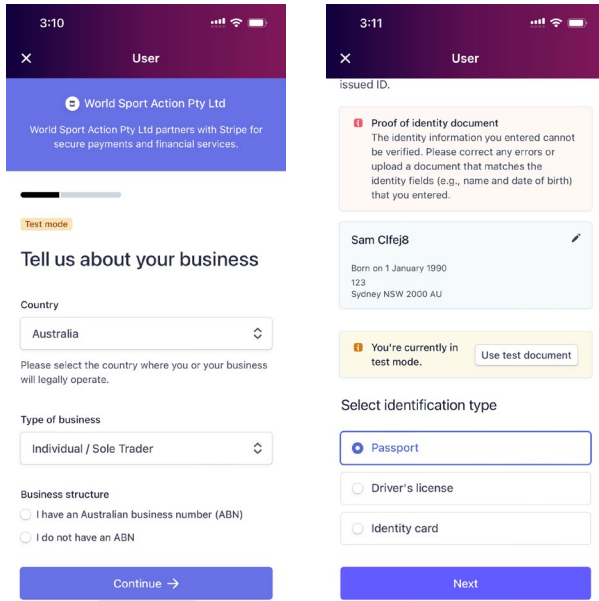 3:10
User
World Sport Action Pty Ltd
World Sport Action Pty Ltd partners with Stripe for
secure payments and financial services.
Test mode
Tell us about your business
Country
Australia
Please select the country where you or your business
will legally operate.
Type of business
Individual / Sole Trader
Business structure
I have an Australian business number (ABN)
I do not have an ABN
Continue →
3:11
User
issued ID.
Proof of identity document
The identity information you entered cannot
be verified. Please correct any errors or
upload a document that matches the
identity fields (e.g., name and date of birth)
that you entered.
Sam Clfej8
Born on 1 January 1990
123
Sydney NSW 2000 AU
You're currently in
test mode.
Use test document
Select identification type
Passport
Driver's license
Identity card
Next